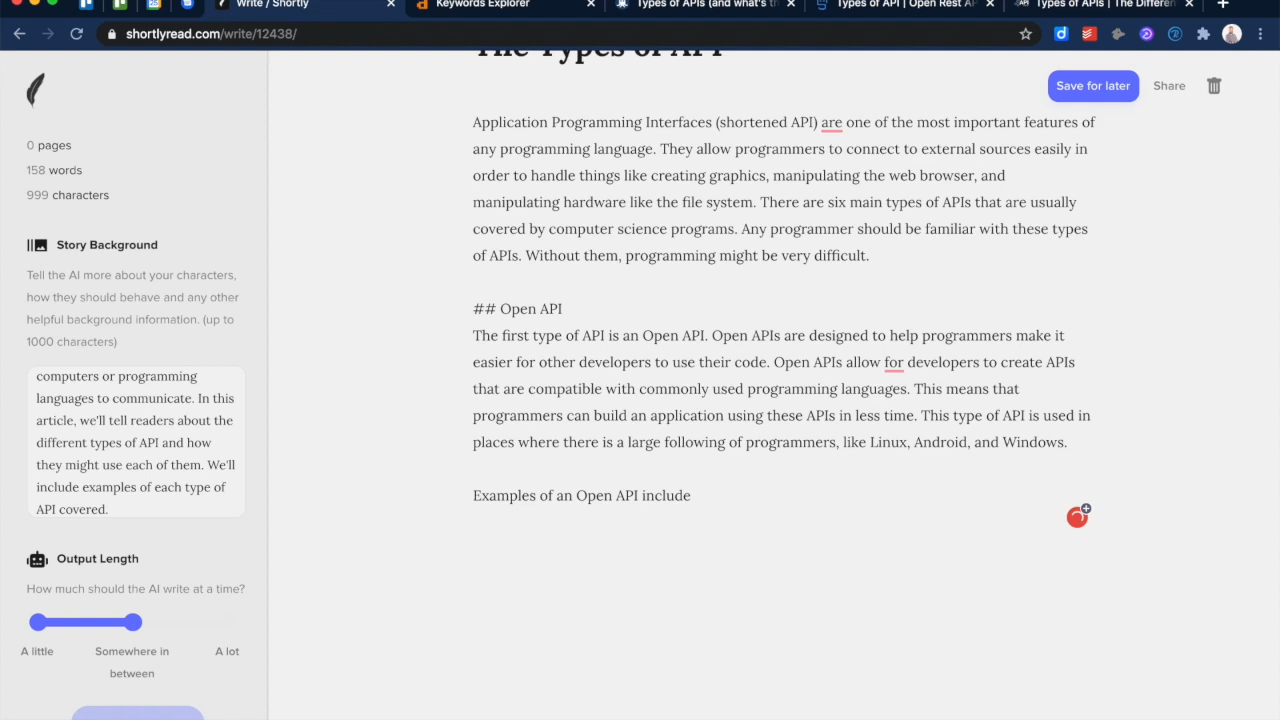 Write / Shortly
Keywords Explorer
Types of APIs (and what's th
Types of API | Open Rest AP
Types of APIs | The Differen
shortlyread.com/write/12438/
The Types of API
Save for later
Share
0 pages
158 words
999 characters
Story Background
Tell the AI more about your characters,
how they should behave and any other
helpful background information. (up to
1000 characters)
computers or programming
languages to communicate. In this
article, we'll tell readers about the
different types of API and how
they might use each of them. We'll
include examples of each type of
API covered.
Output Length
How much should the AI write at a time?
A little
Somewhere in
between
A lot
Application Programming Interfaces (shortened API) are one of the most important features of
any programming language. They allow programmers to connect to external sources easily in
order to handle things like creating graphics, manipulating the web browser, and
manipulating hardware like the file system. There are six main types of APIs that are usually
covered by computer science programs. Any programmer should be familiar with these types
of APIs. Without them, programming might be very difficult.
## Open API
The first type of API is an Open API. Open APIs are designed to help programmers make it
easier for other developers to use their code. Open APIs allow for developers to create APIs
that are compatible with commonly used programming languages. This means that
programmers can build an application using these APIs in less time. This type of API is used in
places where there is a large following of programmers, like Linux, Android, and Windows.
Examples of an Open API include